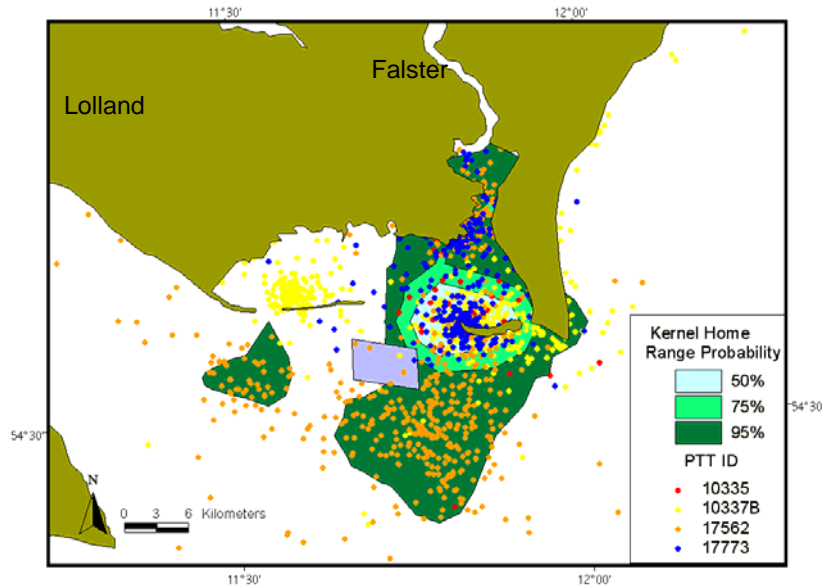 11°30'
12°00'
Falster
Lolland
Kernel Home
Range Probability
50%
75%
95%
PTT ID
10335
10337B
17562
17773
54°30'
54°30'
N
0 3 6 Kilometers
11°30'
12°00'